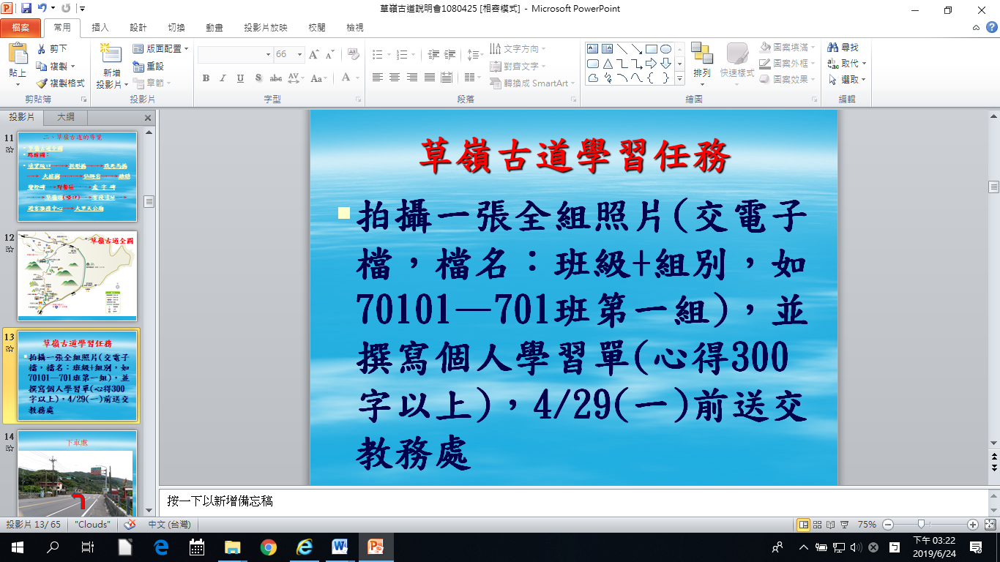 草嶺古道說明會1080425 [相容模式] - Microsoft PowerPoint
檔案 常用 插入 設計 切換 動畫 投影片放映 校閱 檢視
貼上 剪下 複製 複製格式 剪貼簿
新增投影片 版面配置 重設 章節 投影片
66
B I U S abc AV Aa A 字型
文字方向 對齊文字 轉換成 SmartArt 段落
排列 快速樣式 圖案填滿 圖案外框 圖案效果 繪圖
尋找 取代 選取 編輯
投影片 大綱
11
二、草嶺古道的導覽
草嶺古道全圖
路線圖：
12
草嶺古道全圖
13
草嶺古道學習任務
拍攝一張全組照片(交電子
檔，檔名：班級+組別，如
70101—701班第一組)，並
撰寫個人學習單(心得300
字以上)，4/29(一)前送交
教務處
14
下車處
草嶺古道學習任務
拍攝一張全組照片(交電子
檔，檔名：班級+組別，如
70101—701班第一組)，並
撰寫個人學習單(心得300
字以上)，4/29(一)前送交
教務處
按一下以新增備忘稿
投影片 13/ 65 "Clouds" 中文 (台灣) 75%
下午 03:22
2019/6/24